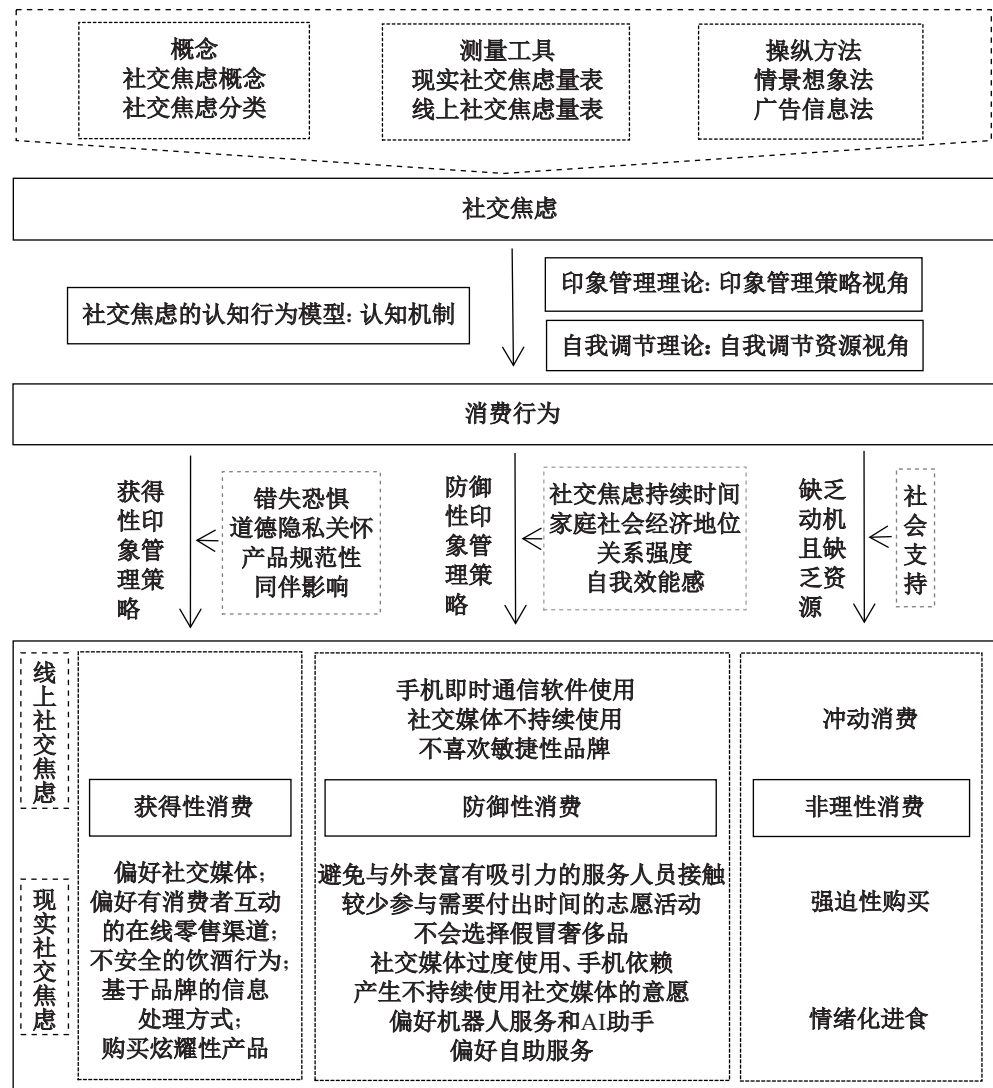 概念
社交焦虑概念
社交焦虑分类
测量工具
现实社交焦虑量表
线上社交焦虑量表
操纵方法
情景想象法
广告信息法
社交焦虑
社交焦虑的认知行为模型: 认知机制
印象管理理论: 印象管理策略视角
自我调节理论: 自我调节资源视角
消费行为
获得
性印
象管
理策
略
错失恐惧
道德隐私关怀
产品规范性
同伴影响
防御
性印
象管
理策
略
社交焦虑持续时间
家庭社会经济地位
关系强度
自我效能感
缺乏
动机
且缺
乏资
源
社
会
支
持
线
上
社
交
焦
虑
手机即时通信软件使用
社交媒体不持续使用
不喜欢敏捷性品牌
冲动消费
获得性消费
防御性消费
非理性消费
现
实
社
交
焦
虑
偏好社交媒体;
偏好有消费者互动
的在线零售渠道;
不安全的饮酒行为;
基于品牌的信息
处理方式;
购买炫耀性产品
避免与外表富有吸引力的服务人员接触
较少参与需要付出时间的志愿活动
不会选择假冒奢侈品
社交媒体过度使用、手机依赖
产生不持续使用社交媒体的意愿
偏好机器人服务和AI助手
偏好自助服务
强迫性购买
情绪化进食